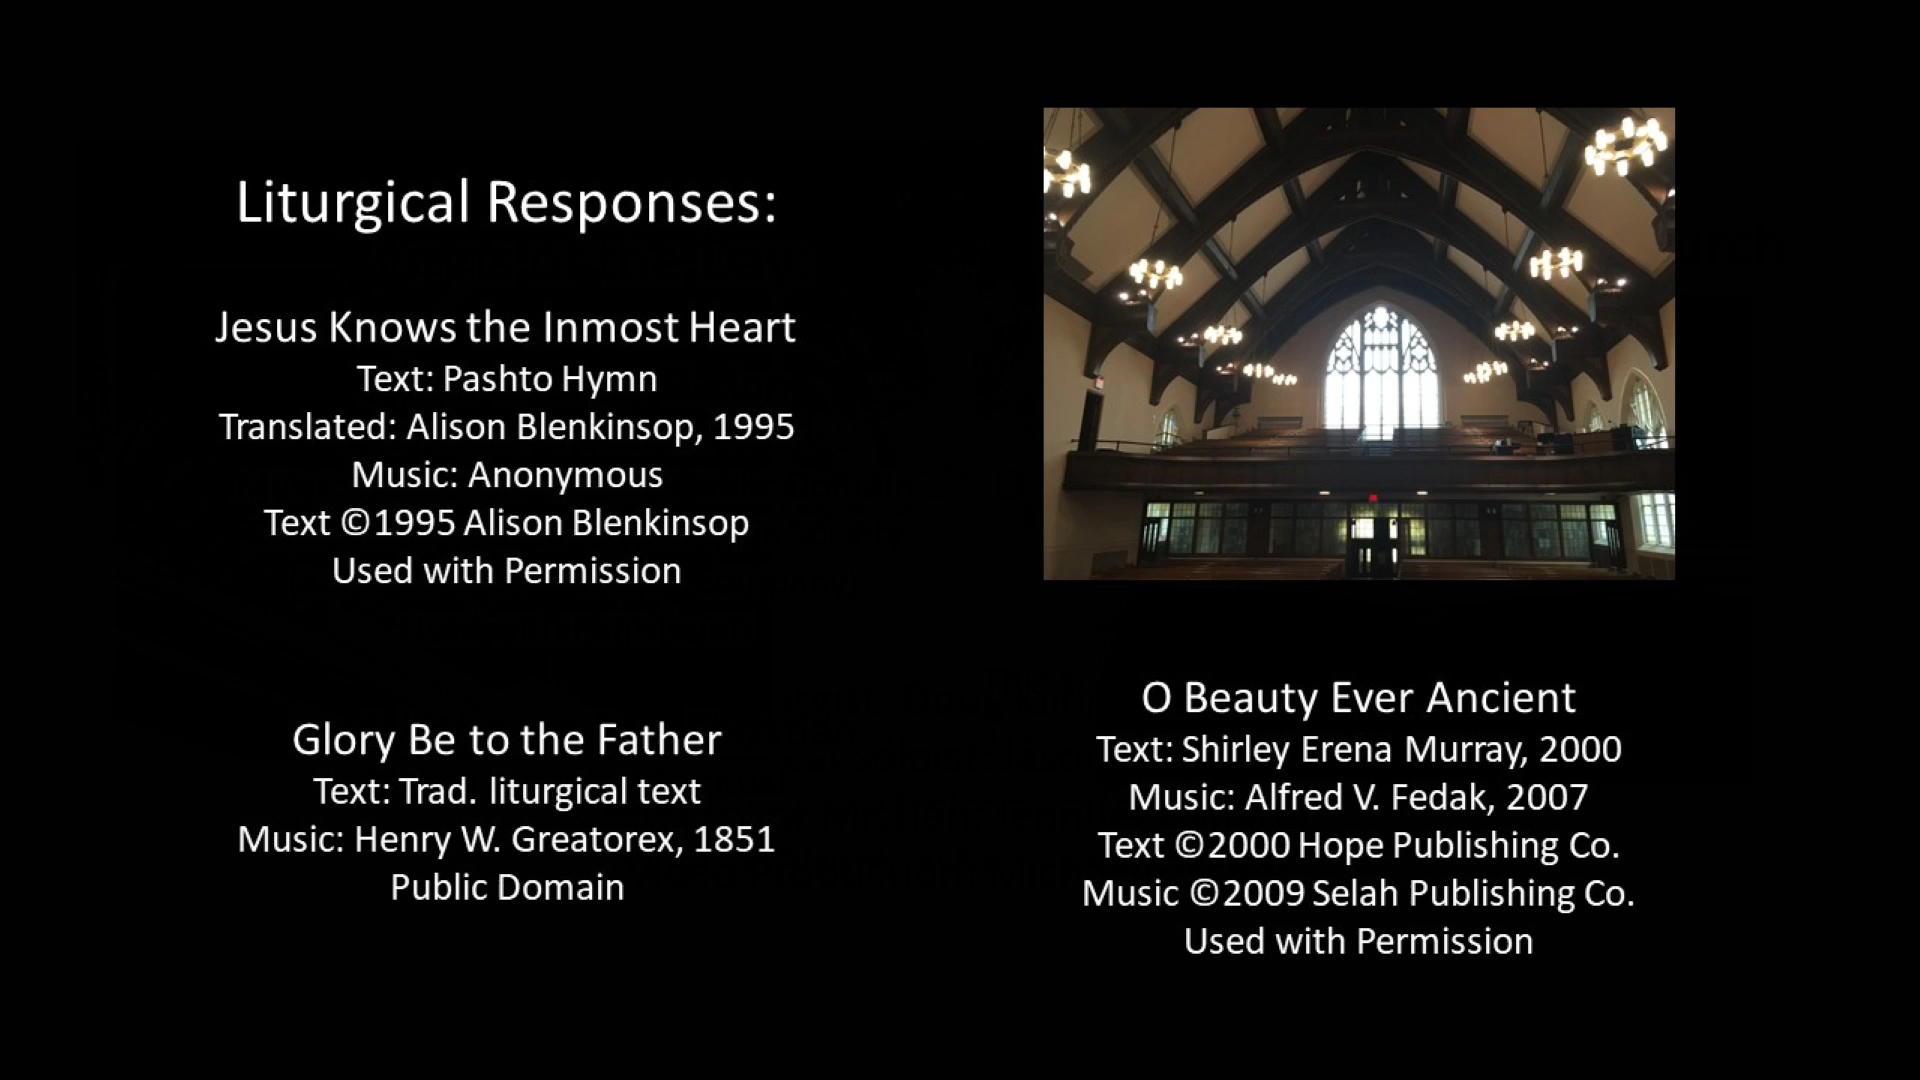 Liturgical Responses:
Jesus Knows the Inmost Heart
Text: Pashto Hymn
Translated: Alison Blenkinsop, 1995
Music: Anonymous
Text ©1995 Alison Blenkinsop
Used with Permission
Glory Be to the Father
Text: Trad. liturgical text
Music: Henry W. Greatorex, 1851
Public Domain
O Beauty Ever Ancient
Text: Shirley Erena Murray, 2000
Music: Alfred V. Fedak, 2007
Text ©2000 Hope Publishing Co.
Music ©2009 Selah Publishing Co.
Used with Permission